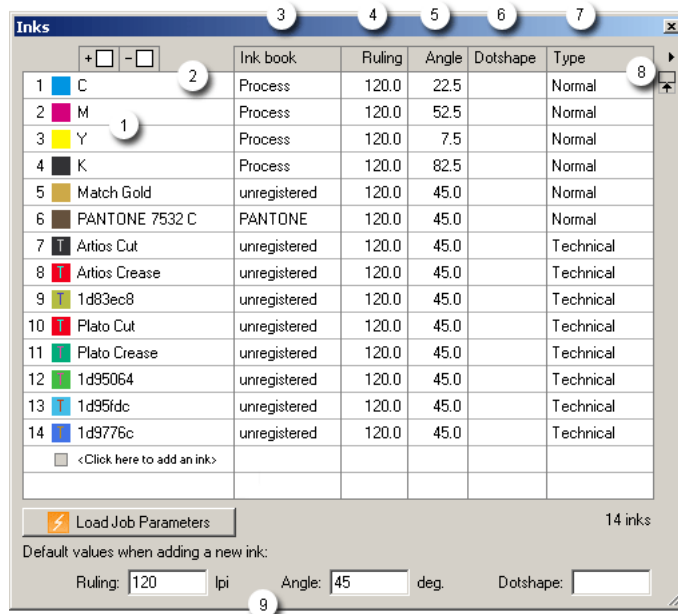 3 4 5 6 7
Inks
+ - 2 Ink book Ruling Angle Dotshape Type 8
1 C Process 120.0 22.5 Normal
2 M Process 120.0 52.5 Normal
1
3 Y Process 120.0 7.5 Normal
4 K Process 120.0 82.5 Normal
5 Match Gold unregistered 120.0 45.0 Normal
6 PANTONE 7532 C PANTONE 120.0 45.0 Normal
7 T Artios Cut unregistered 120.0 45.0 Technical
8 T Artios Crease unregistered 120.0 45.0 Technical
9 T 1d83ec8 unregistered 120.0 45.0 Technical
10 T Plato Cut unregistered 120.0 45.0 Technical
11 T Plato Crease unregistered 120.0 45.0 Technical
12 T 1d95064 unregistered 120.0 45.0 Technical
13 T 1d95fdc unregistered 120.0 45.0 Technical
14 T 1d9776c unregistered 120.0 45.0 Technical
<Click here to add an ink>
Load Job Parameters 14 inks
Default values when adding a new ink:
Ruling: 120 lpi Angle: 45 deg. Dotshape:
9